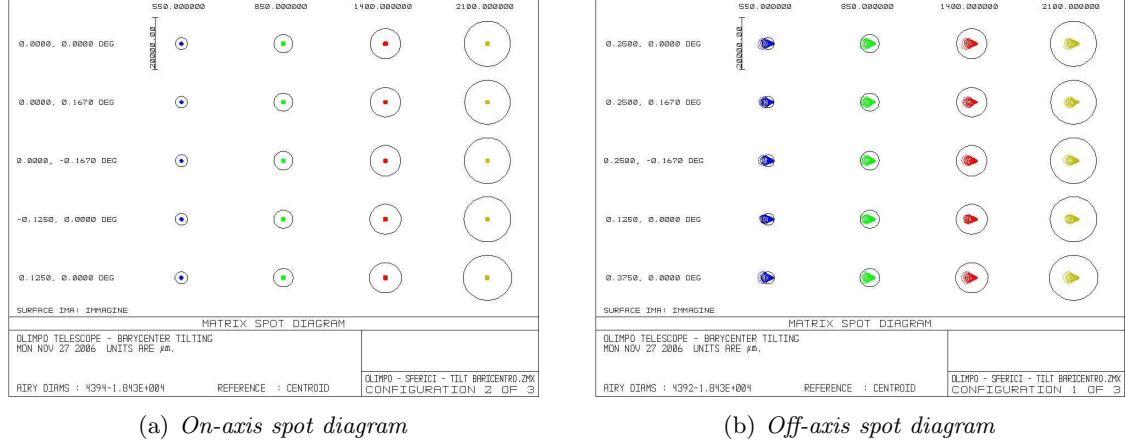 550.000000 850.000000 1400.000000 2100.000000
20000.00
0.0000, 0.0000 DEG
0.0000, 0.1670 DEG
0.0000, -0.1670 DEG
-0.1250, 0.0000 DEG
0.1250, 0.0000 DEG
SURFACE IMA: IMMAGINE
MATRIX SPOT DIAGRAM
OLIMPO TELESCOPE - BARYCENTER TILTING
MON NOV 27 2006 UNITS ARE µm.
AIRY DIAMS : 4394-1.843E+004 REFERENCE : CENTROID
OLIMPO - SFERICI - TILT BARICENTRO.ZMX
CONFIGURATION 2 OF 3
(a) On-axis spot diagram
550.000000 850.000000 1400.000000 2100.000000
20000.00
0.2500, 0.0000 DEG
0.2500, 0.1670 DEG
0.2500, -0.1670 DEG
0.1250, 0.0000 DEG
0.3750, 0.0000 DEG
SURFACE IMA: IMMAGINE
MATRIX SPOT DIAGRAM
OLIMPO TELESCOPE - BARYCENTER TILTING
MON NOV 27 2006 UNITS ARE µm.
AIRY DIAMS : 4392-1.843E+004 REFERENCE : CENTROID
OLIMPO - SFERICI - TILT BARICENTRO.ZMX
CONFIGURATION 1 OF 3
(b) Off-axis spot diagram